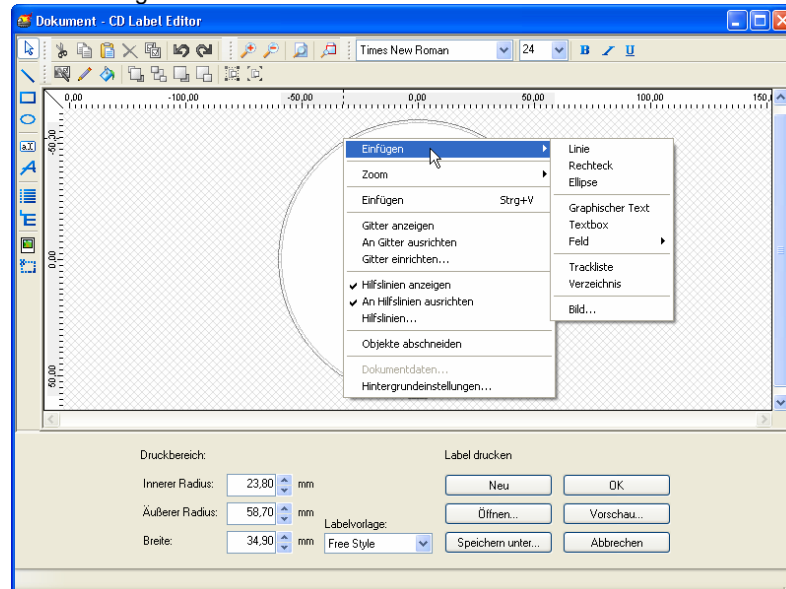 Dokument - CD Label Editor
Times New Roman 24 B U
0,00 -100,00 -50,00 0,00 50,00 100,00 150,
-50,00
0,00
50,00
Einfügen
Zoom
Einfügen Strg+V
Gitter anzeigen
An Gitter ausrichten
Gitter einrichten...
Hilfslinien anzeigen
An Hilfslinien ausrichten
Hilfslinien...
Objekte abschneiden
Dokumentdaten...
Hintergrundeinstellungen...
Linie
Rechteck
Ellipse
Graphischer Text
Textbox
Feld
Trackliste
Verzeichnis
Bild...
Druckbereich:
Innerer Radius: 23,80 mm
Äußerer Radius: 58,70 mm
Breite: 34,90 mm
Labelvorlage:
Free Style
Label drucken
Neu OK
Öffnen... Vorschau...
Speichern unter... Abbrechen